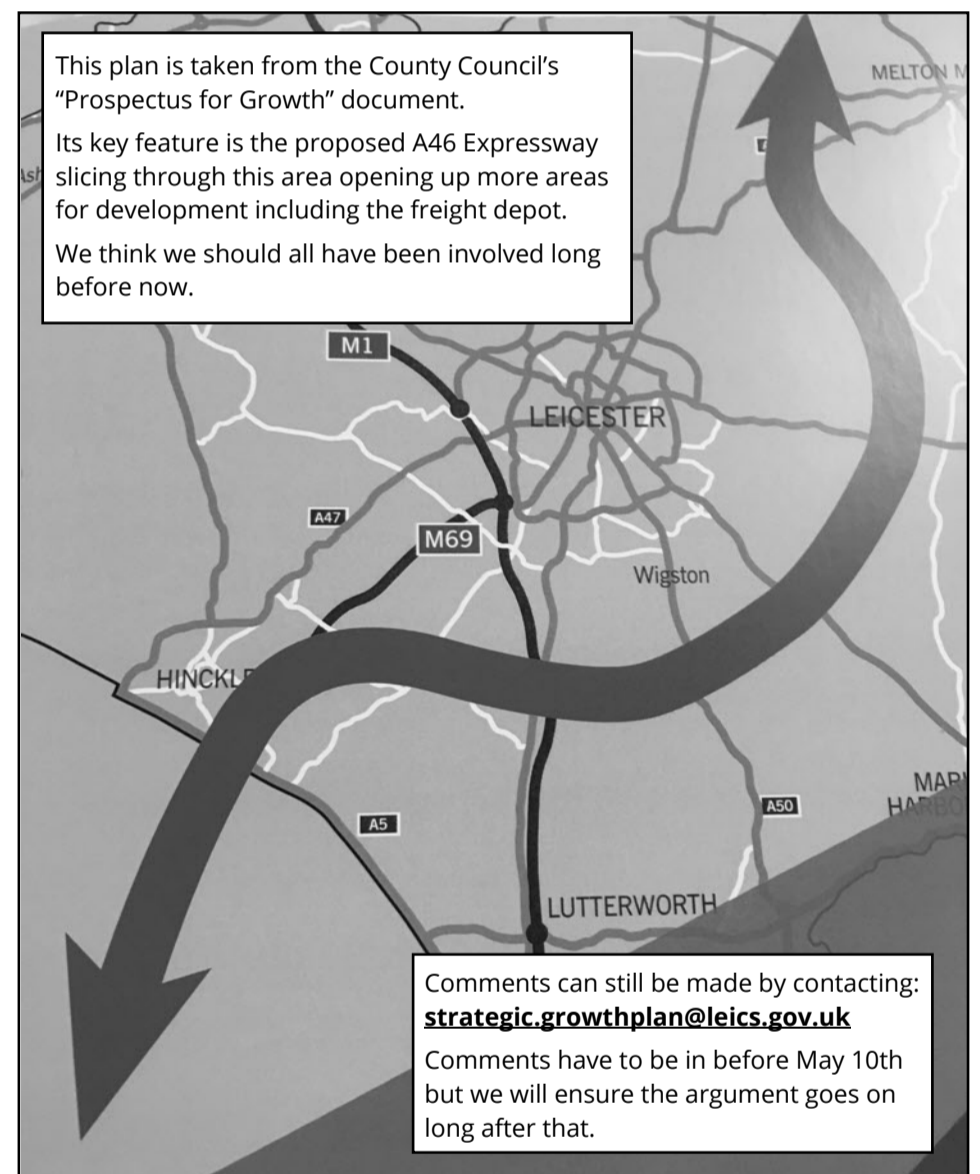 This plan is taken from the County Council's
"Prospectus for Growth" document.
Its key feature is the proposed A46 Expressway
slicing through this area opening up more areas
for development including the freight depot.
We think we should all have been involved long
before now.
MELTON M
Ash
M1
LEICESTER
A47
M69
Wigston
HINCKLE
MAR
HARBO
A50
A5
LUTTERWORTH
Comments can still be made by contacting:
strategic.growthplan@leics.gov.uk
Comments have to be in before May 10th
but we will ensure the argument goes on
long after that.